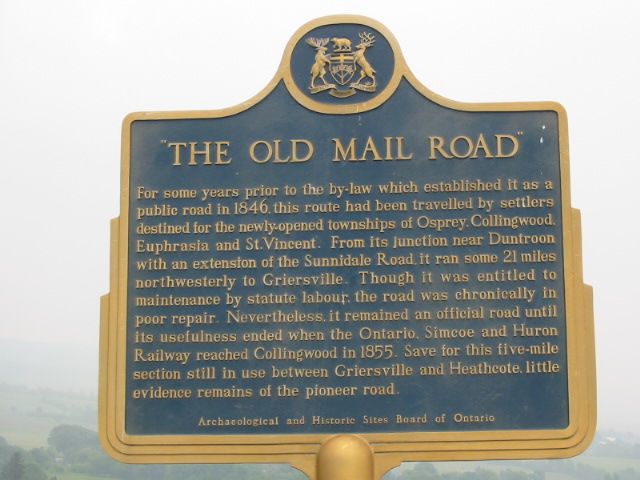 "THE OLD MAIL ROAD"
For some years prior to the by-law which established it as a
public road in 1846, this route had been travelled by settlers
destined for the newly-opened townships of Osprey, Collingwood,
Euphrasia and St. Vincent. From its junction near Duntroon
with an extension of the Sunnidale Road, it ran some 21 miles
northwesterly to Griersville. Though it was entitled to
maintenance by statute labour, the road was chronically in
poor repair. Nevertheless, it remained an official road until
its usefulness ended when the Ontario, Simcoe and Huron
Railway reached Collingwood in 1855. Save for this five-mile
section still in use between Griersville and Heathcote, little
evidence remains of the pioneer road.
Archaeological and Historic Sites Board of Ontario